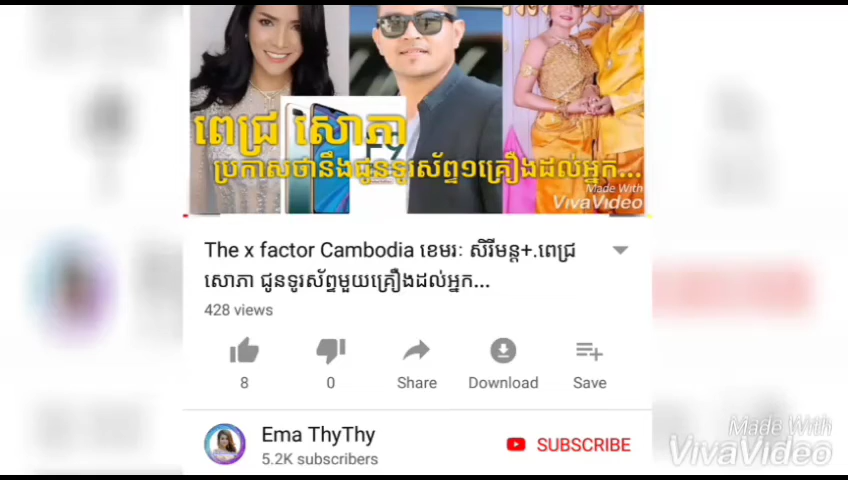 ពេជ្រ សោភា
F9
ប្រកាសថានឹងជូនទូរស័ព្ទ១គ្រឿងដល់អ្នក...
Made With
VivaVideo
The x factor Cambodia ខេមរៈ សិរីមន្ត+.ពេជ្រ
សោភា ជូនទូរស័ព្ទមួយគ្រឿងដល់អ្នក...
428 views
8
0
Share
Download
Save
Ema ThyThy
5.2K subscribers
SUBSCRIBE
Made With
VivaVideo